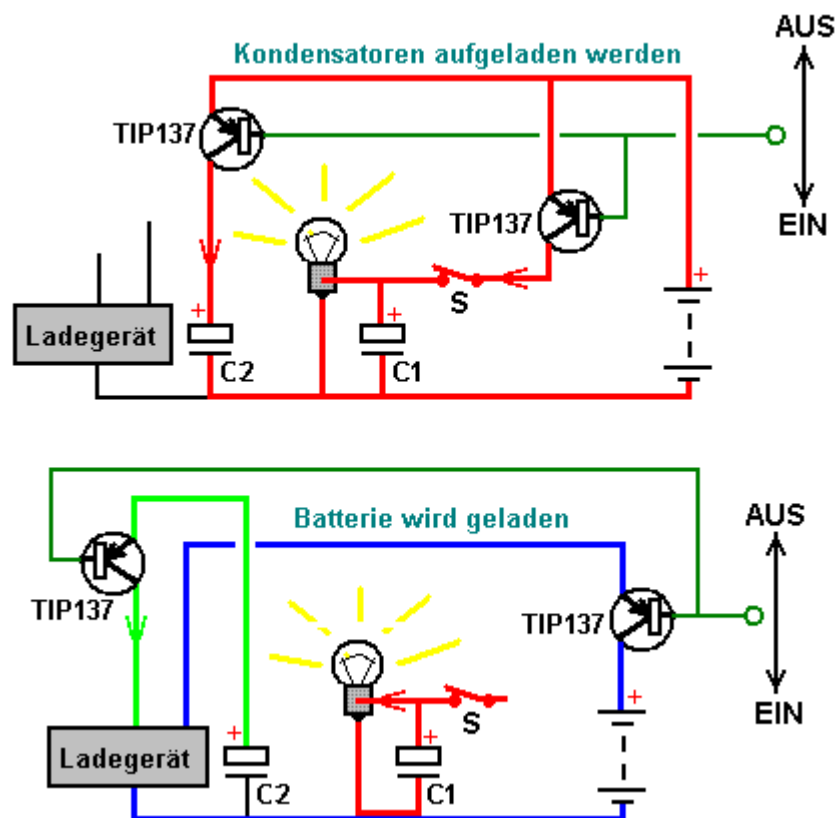 AUS
Kondensatoren aufgeladen werden
TIP137
TIP137
EIN
+
S
+
+
Ladegerät
C2
C1
AUS
Batterie wird geladen
TIP137
TIP137
+
EIN
S
+
+
Ladegerät
C2
C1